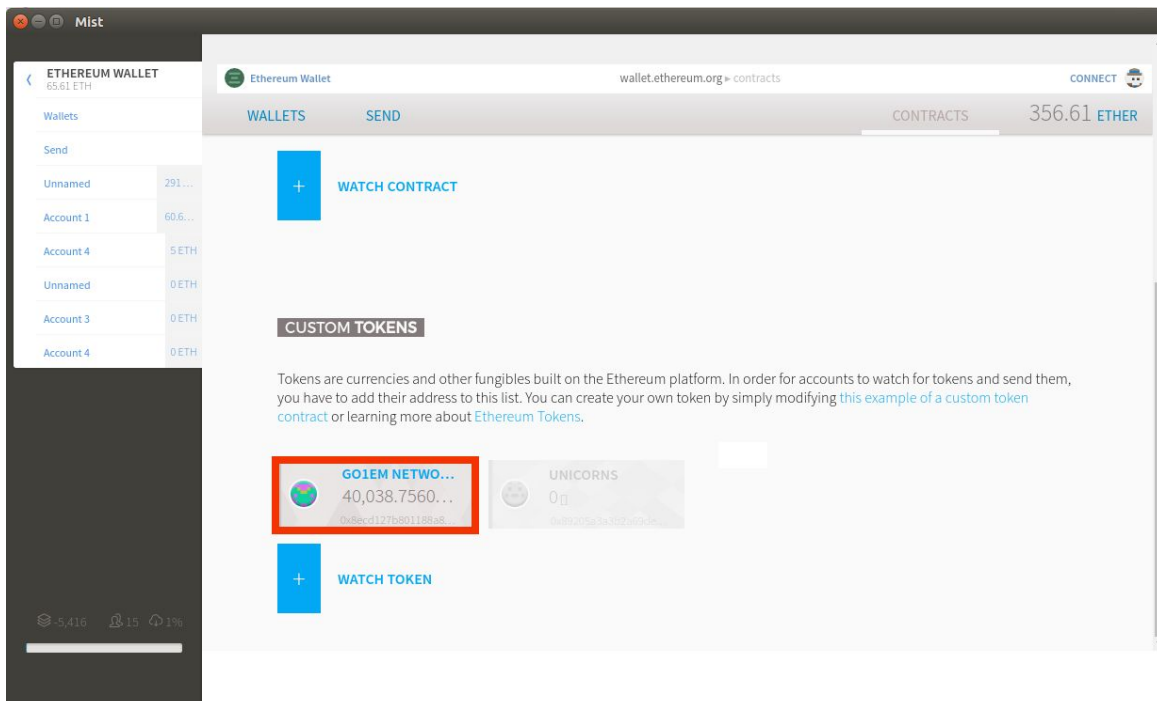 Mist
ETHEREUM WALLET
65.61 ETH
Wallets
Send
Unnamed 291...
Account 1 60.6...
Account 4 5 ETH
Unnamed 0 ETH
Account 3 0 ETH
Account 4 0 ETH
-5,416 15 1%
Ethereum Wallet wallet.ethereum.org ▸ contracts CONNECT
WALLETS SEND CONTRACTS 356.61 ETHER
+ WATCH CONTRACT
CUSTOM TOKENS
Tokens are currencies and other fungibles built on the Ethereum platform. In order for accounts to watch for tokens and send them,
you have to add their address to this list. You can create your own token by simply modifying this example of a custom token
contract or learning more about Ethereum Tokens.
GO1EM NETWO...
40,038.7560...
0x8ecd127b801188a8...
UNICORNS
0
+ WATCH TOKEN